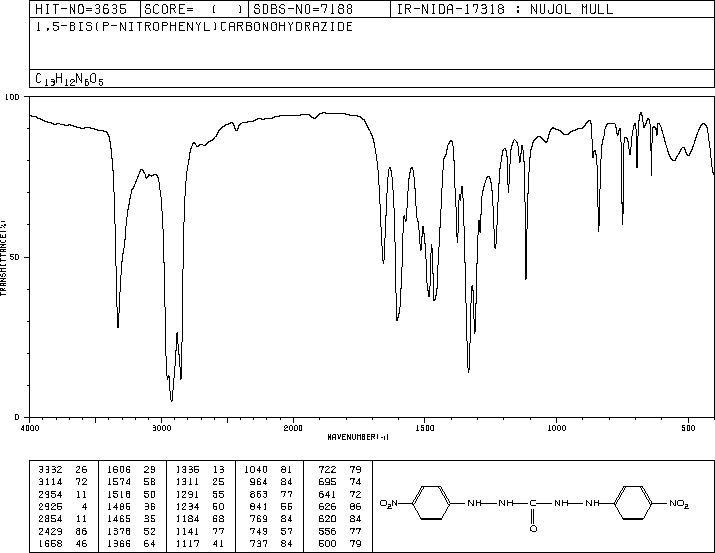 HIT-NO=3635 SCORE= ( ) SDBS-NO=7188 IR-NIDA-17318 : NUJOL MULL
1,5-BIS(P-NITROPHENYL)CARBONOHYDRAZIDE
C13H12N6O5
100
50
0
TRANSMITTANCE(%)
4000 3000 2000 1500 1000 500
WAVENUMBER(-1)
3332 26 1606 29 1336 13 1040 81 722 79
3114 72 1574 58 1311 25 964 84 695 74
2954 11 1518 50 1291 55 863 77 641 72
2925 4 1486 36 1234 50 841 56 626 86
2854 11 1465 35 1184 68 769 84 620 84
2429 86 1378 52 1141 77 749 57 556 77
1658 46 1366 64 1117 41 737 84 500 79
O2N NH NH C NH NH NO2
O